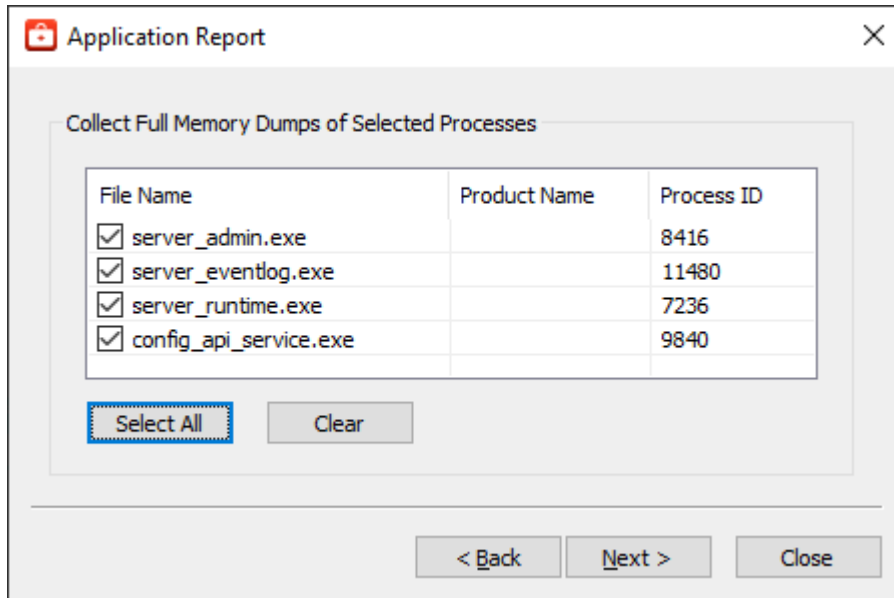 Application Report
Collect Full Memory Dumps of Selected Processes
File Name Product Name Process ID
server_admin.exe 8416
server_eventlog.exe 11480
server_runtime.exe 7236
config_api_service.exe 9840
Select All Clear
< Back Next > Close